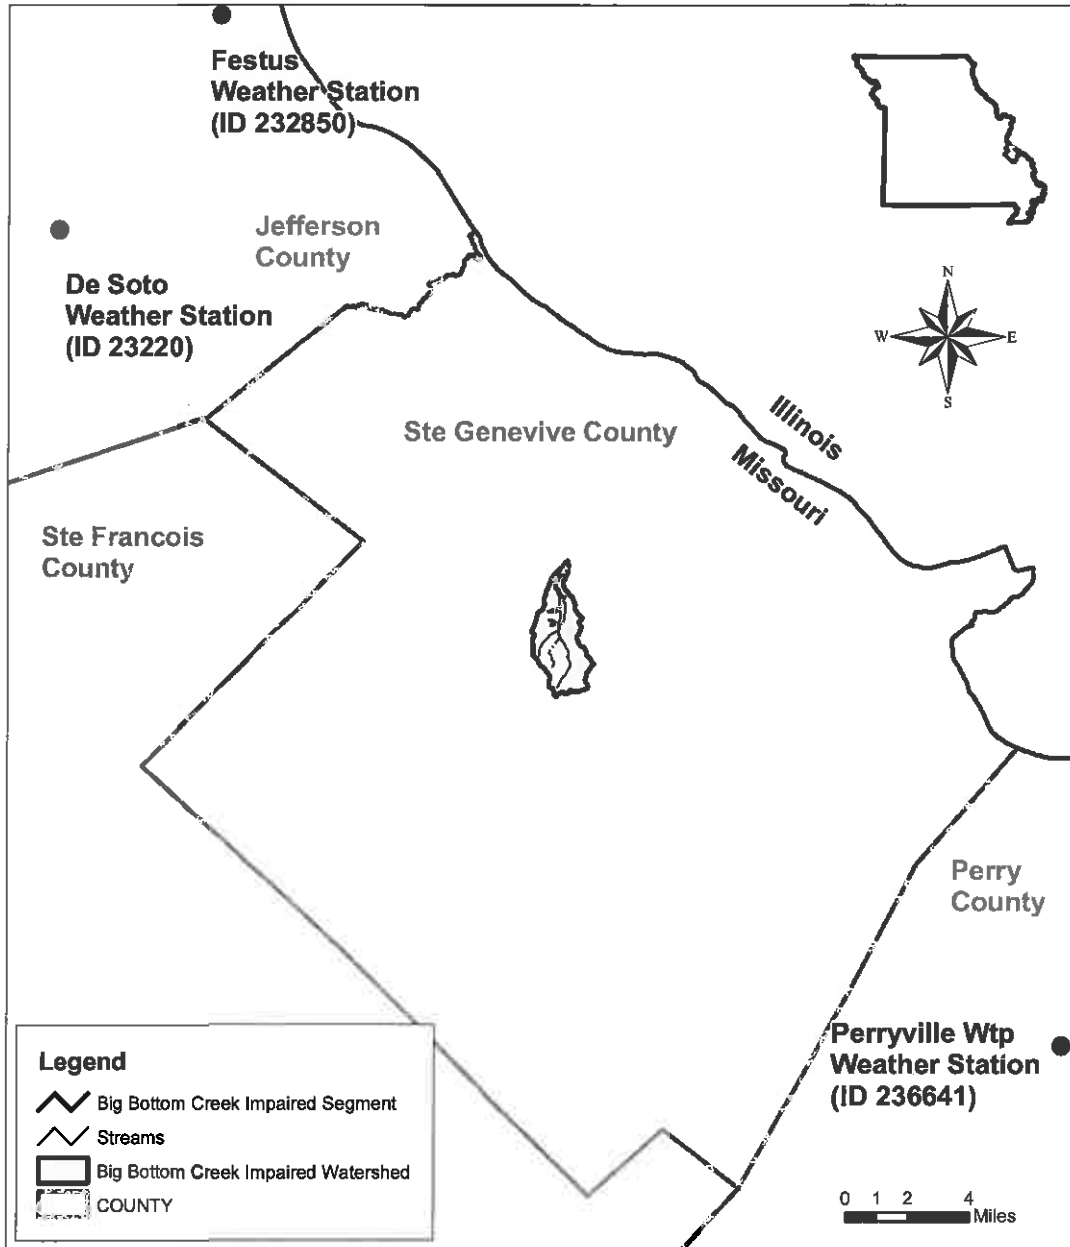 Festus
Weather Station
(ID 232850)
Jefferson
County
De Soto
Weather Station
(ID 23220)
N
W
E
S
Illinois
Missouri
Ste Genevive County
Ste Francois
County
Perry
County
Perryville Wtp
Weather Station
(ID 236641)
Legend
Big Bottom Creek Impaired Segment
Streams
Big Bottom Creek Impaired Watershed
COUNTY
0 1 2 4
Miles